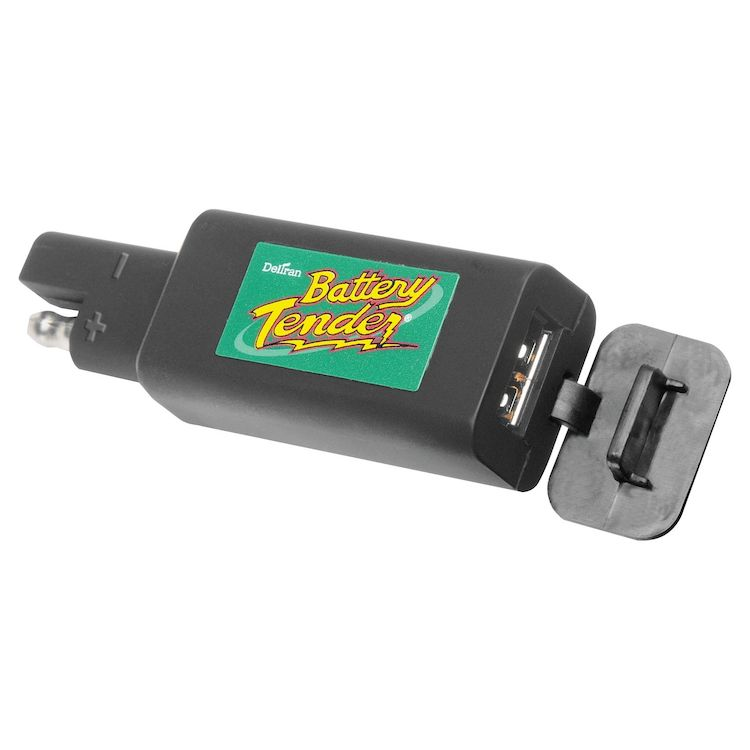 Deltran
Battery
Tender®
−
+